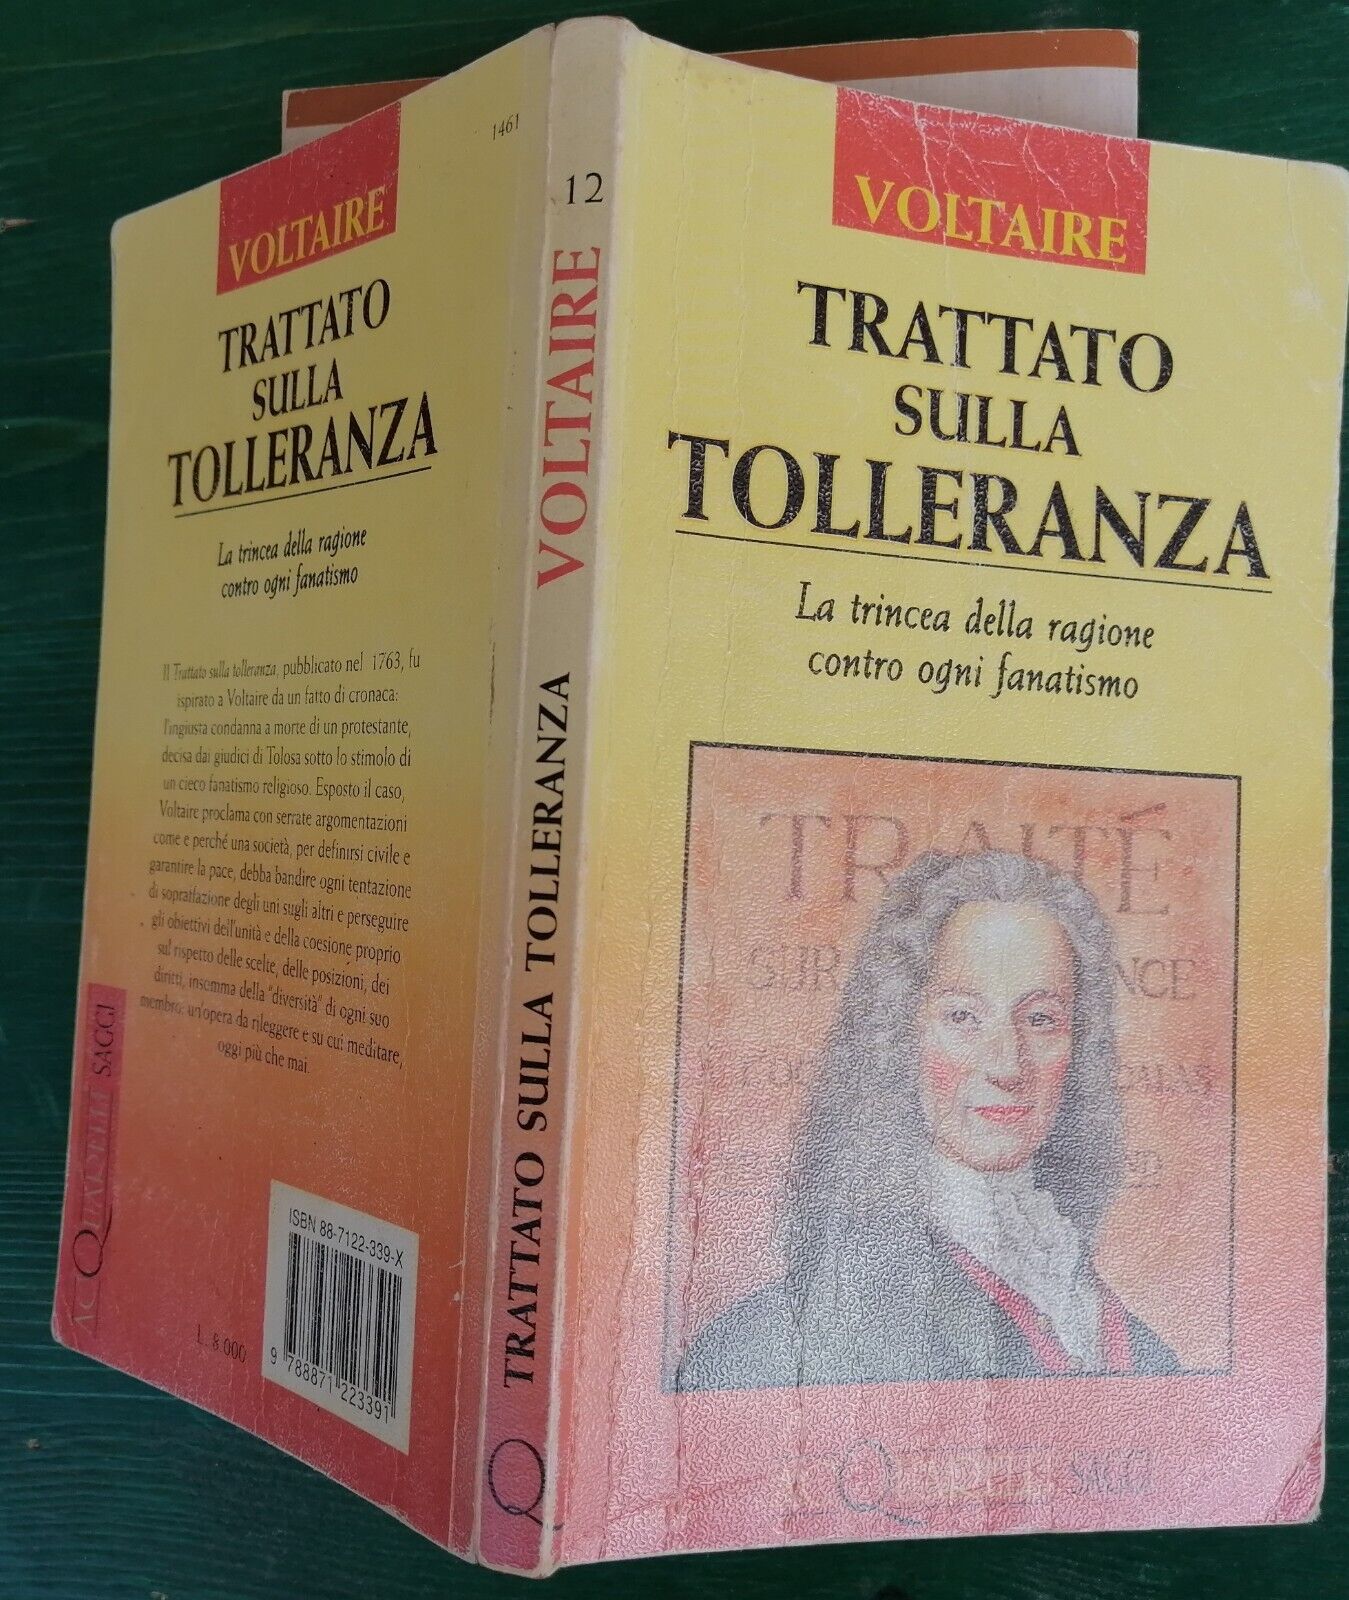 VOLTAIRE
TRATTATO
SULLA
TOLLERANZA
La trincea della ragione
contro ogni fanatismo
Il Trattato sulla tolleranza, pubblicato nel 1763, fu
ispirato a Voltaire da un fatto di cronaca:
l'ingiusta condanna a morte di un protestante,
decisa dai giudici di Tolosa sotto lo stimolo di
un cieco fanatismo religioso. Esposto il caso,
Voltaire proclama con serrate argomentazioni
come e perché una società, per definirsi civile e
garantire la pace, debba bandire ogni tentazione
di sopraffazione degli uni sugli altri e perseguire
gli obiettivi dell'unità e della coesione proprio
sul rispetto delle scelte, delle posizioni, dei
diritti, insomma della "diversità" di ogni suo
membro: un'opera da rileggere e su cui meditare,
oggi più che mai.
ACQUARELLI SAGGI
L. 8.000
ISBN 88-7122-339-X
9 788871 223391
1461
12
VOLTAIRE
TRATTATO SULLA TOLLERANZA
VOLTAIRE
TRATTATO
SULLA
TOLLERANZA
La trincea della ragione
contro ogni fanatismo
TRAITÉ
SUR NCE
CALAS
ACQUARELLI SAGGI